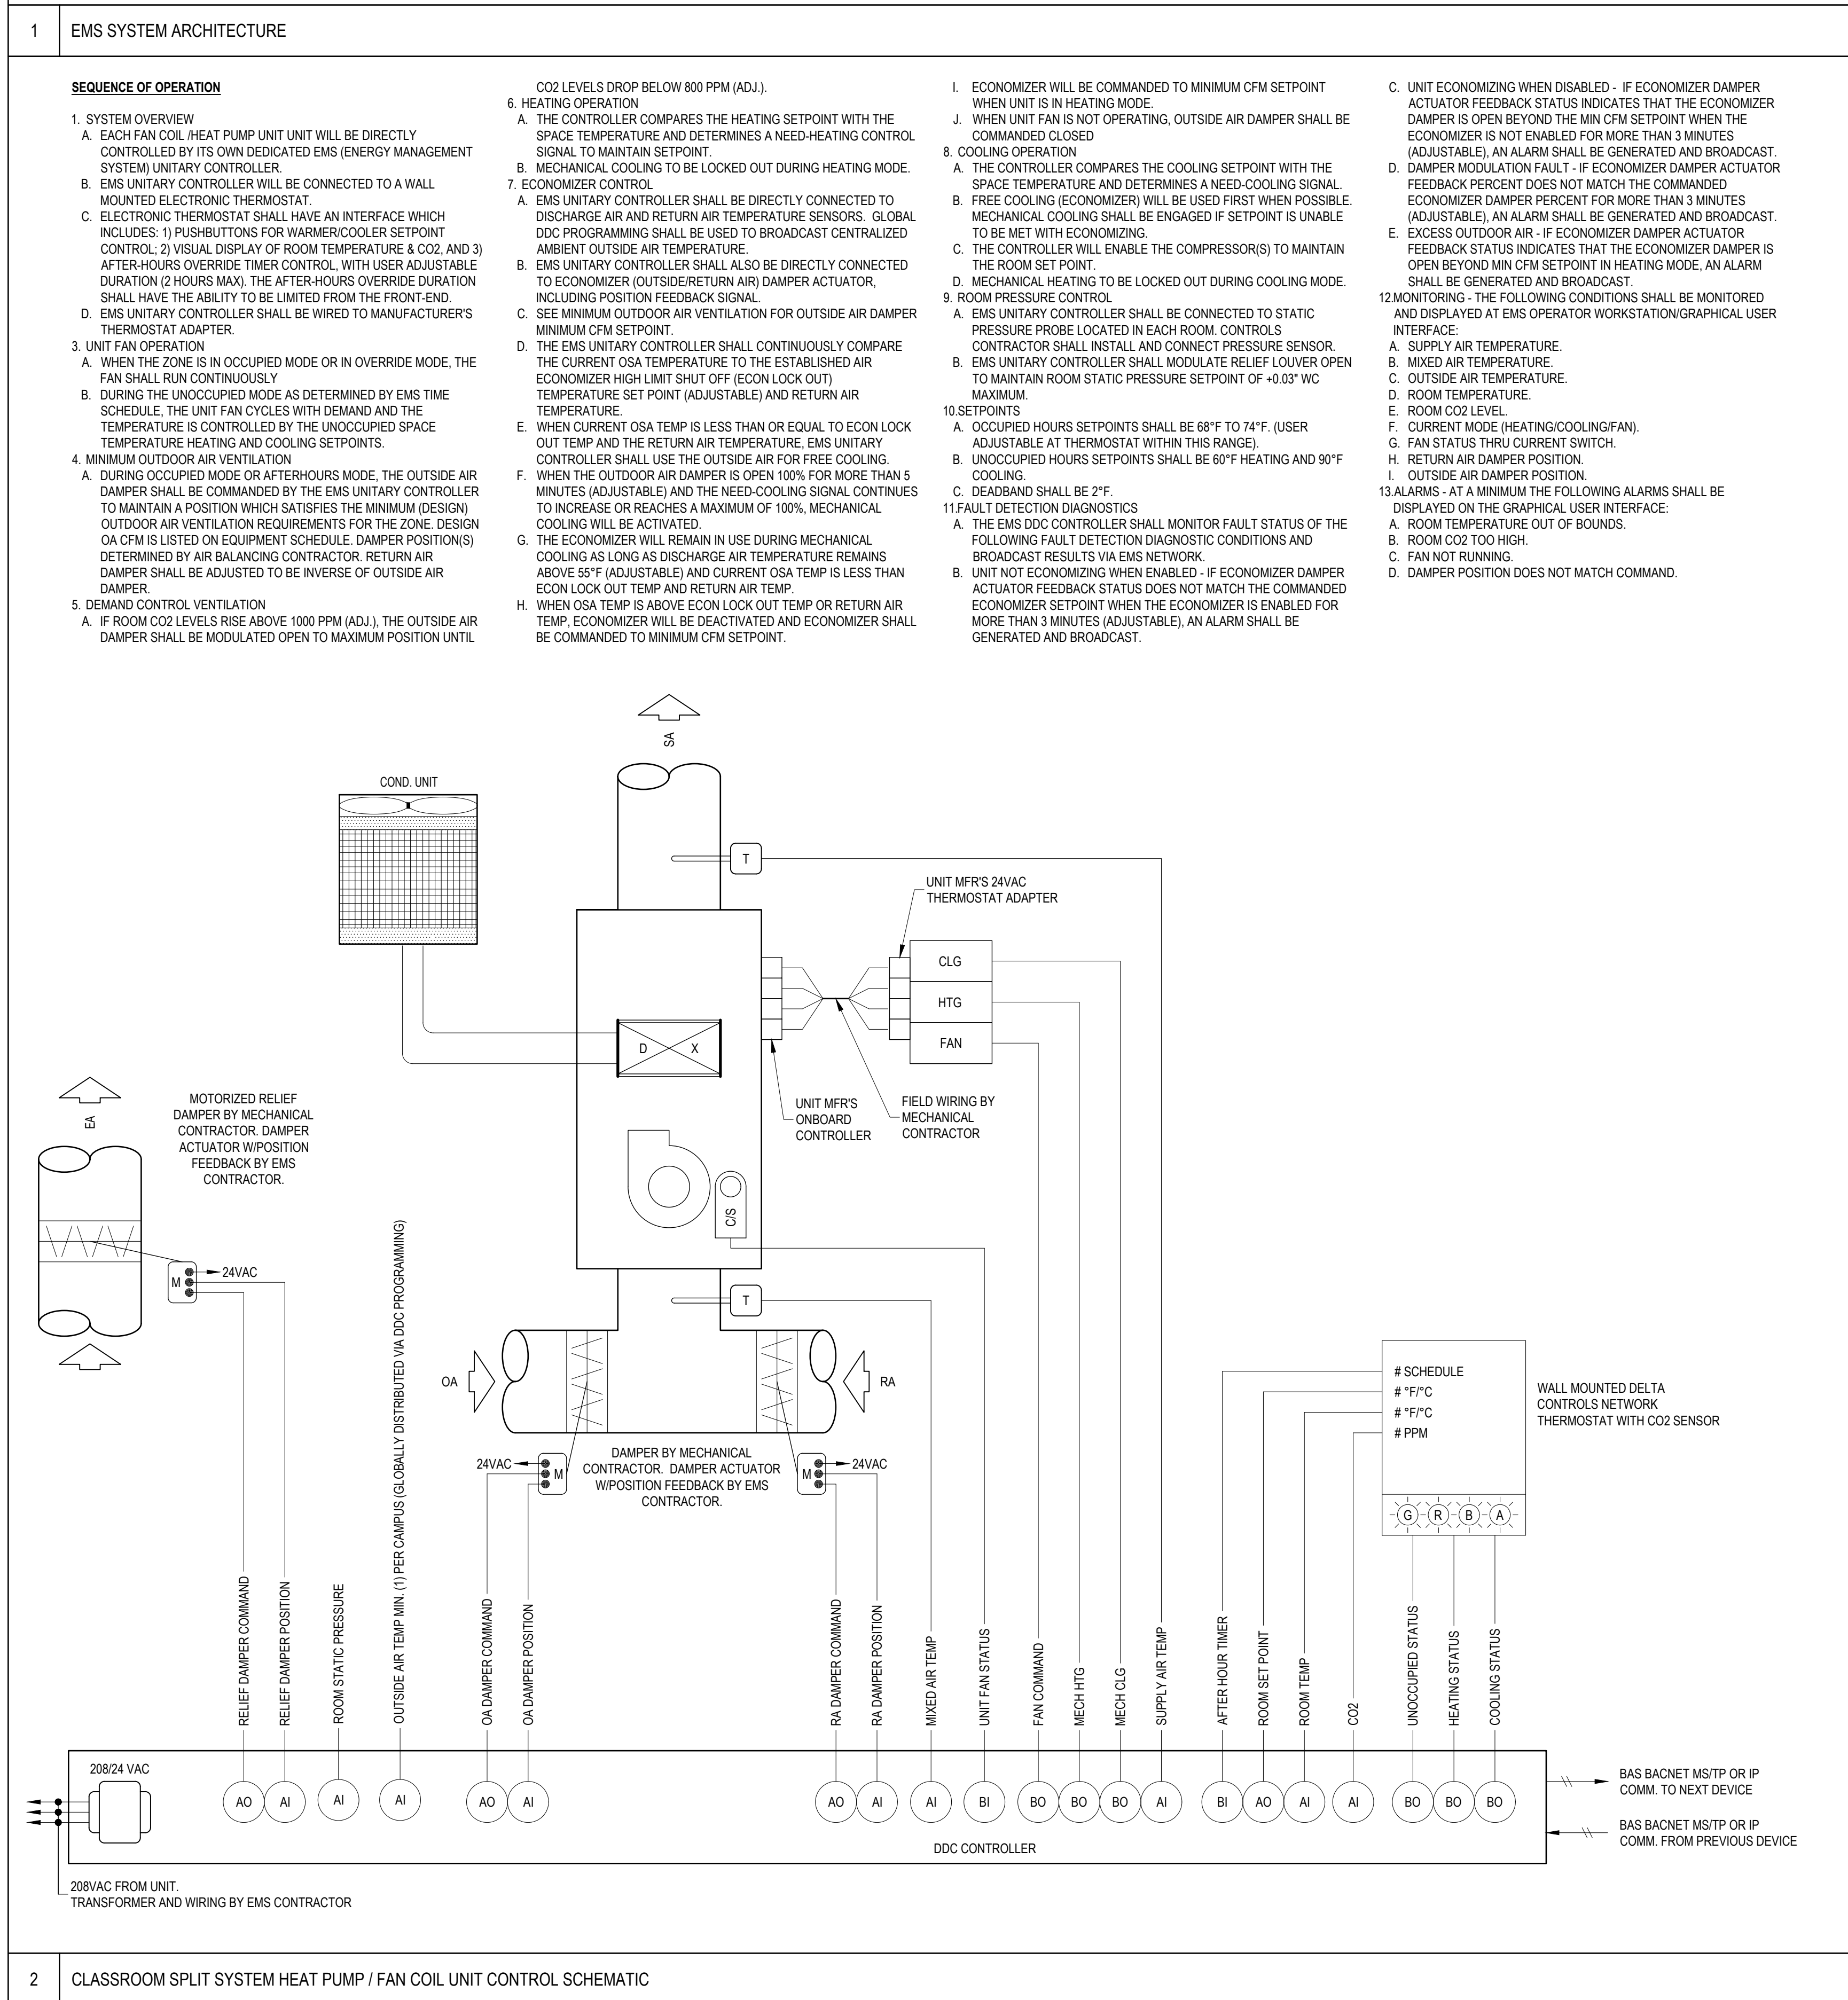 1
EMS SYSTEM ARCHITECTURE
SEQUENCE OF OPERATION
1. SYSTEM OVERVIEW
A. EACH FAN COIL /HEAT PUMP UNIT UNIT WILL BE DIRECTLY
CONTROLLED BY ITS OWN DEDICATED EMS (ENERGY MANAGEMENT
SYSTEM) UNITARY CONTROLLER.
B. EMS UNITARY CONTROLLER WILL BE CONNECTED TO A WALL
MOUNTED ELECTRONIC THERMOSTAT.
C. ELECTRONIC THERMOSTAT SHALL HAVE AN INTERFACE WHICH
INCLUDES: 1) PUSHBUTTONS FOR WARMER/COOLER SETPOINT
CONTROL; 2) VISUAL DISPLAY OF ROOM TEMPERATURE & CO2, AND 3)
AFTER-HOURS OVERRIDE TIMER CONTROL, WITH USER ADJUSTABLE
DURATION (2 HOURS MAX). THE AFTER-HOURS OVERRIDE DURATION
SHALL HAVE THE ABILITY TO BE LIMITED FROM THE FRONT-END.
D. EMS UNITARY CONTROLLER SHALL BE WIRED TO MANUFACTURER'S
THERMOSTAT ADAPTER.
3. UNIT FAN OPERATION
A. WHEN THE ZONE IS IN OCCUPIED MODE OR IN OVERRIDE MODE, THE
FAN SHALL RUN CONTINUOUSLY
B. DURING THE UNOCCUPIED MODE AS DETERMINED BY EMS TIME
SCHEDULE, THE UNIT FAN CYCLES WITH DEMAND AND THE
TEMPERATURE IS CONTROLLED BY THE UNOCCUPIED SPACE
TEMPERATURE HEATING AND COOLING SETPOINTS.
4. MINIMUM OUTDOOR AIR VENTILATION
A. DURING OCCUPIED MODE OR AFTERHOURS MODE, THE OUTSIDE AIR
DAMPER SHALL BE COMMANDED BY THE EMS UNITARY CONTROLLER
TO MAINTAIN A POSITION WHICH SATISFIES THE MINIMUM (DESIGN)
OUTDOOR AIR VENTILATION REQUIREMENTS FOR THE ZONE. DESIGN
OA CFM IS LISTED ON EQUIPMENT SCHEDULE. DAMPER POSITION(S)
DETERMINED BY AIR BALANCING CONTRACTOR. RETURN AIR
DAMPER SHALL BE ADJUSTED TO BE INVERSE OF OUTSIDE AIR
DAMPER.
5. DEMAND CONTROL VENTILATION
A. IF ROOM CO2 LEVELS RISE ABOVE 1000 PPM (ADJ.), THE OUTSIDE AIR
DAMPER SHALL BE MODULATED OPEN TO MAXIMUM POSITION UNTIL
CO2 LEVELS DROP BELOW 800 PPM (ADJ.).
6. HEATING OPERATION
A. THE CONTROLLER COMPARES THE HEATING SETPOINT WITH THE
SPACE TEMPERATURE AND DETERMINES A NEED-HEATING CONTROL
SIGNAL TO MAINTAIN SETPOINT.
B. MECHANICAL COOLING TO BE LOCKED OUT DURING HEATING MODE.
7. ECONOMIZER CONTROL
A. EMS UNITARY CONTROLLER SHALL BE DIRECTLY CONNECTED TO
DISCHARGE AIR AND RETURN AIR TEMPERATURE SENSORS. GLOBAL
DDC PROGRAMMING SHALL BE USED TO BROADCAST CENTRALIZED
AMBIENT OUTSIDE AIR TEMPERATURE.
B. EMS UNITARY CONTROLLER SHALL ALSO BE DIRECTLY CONNECTED
TO ECONOMIZER (OUTSIDE/RETURN AIR) DAMPER ACTUATOR,
INCLUDING POSITION FEEDBACK SIGNAL.
C. SEE MINIMUM OUTDOOR AIR VENTILATION FOR OUTSIDE AIR DAMPER
MINIMUM CFM SETPOINT.
D. THE EMS UNITARY CONTROLLER SHALL CONTINUOUSLY COMPARE
THE CURRENT OSA TEMPERATURE TO THE ESTABLISHED AIR
ECONOMIZER HIGH LIMIT SHUT OFF (ECON LOCK OUT)
TEMPERATURE SET POINT (ADJUSTABLE) AND RETURN AIR
TEMPERATURE.
E. WHEN CURRENT OSA TEMP IS LESS THAN OR EQUAL TO ECON LOCK
OUT TEMP AND THE RETURN AIR TEMPERATURE, EMS UNITARY
CONTROLLER SHALL USE THE OUTSIDE AIR FOR FREE COOLING.
F. WHEN THE OUTDOOR AIR DAMPER IS OPEN 100% FOR MORE THAN 5
MINUTES (ADJUSTABLE) AND THE NEED-COOLING SIGNAL CONTINUES
TO INCREASE OR REACHES A MAXIMUM OF 100%, MECHANICAL
COOLING WILL BE ACTIVATED.
G. THE ECONOMIZER WILL REMAIN IN USE DURING MECHANICAL
COOLING AS LONG AS DISCHARGE AIR TEMPERATURE REMAINS
ABOVE 55°F (ADJUSTABLE) AND CURRENT OSA TEMP IS LESS THAN
ECON LOCK OUT TEMP AND RETURN AIR TEMP.
H. WHEN OSA TEMP IS ABOVE ECON LOCK OUT TEMP OR RETURN AIR
TEMP, ECONOMIZER WILL BE DEACTIVATED AND ECONOMIZER SHALL
BE COMMANDED TO MINIMUM CFM SETPOINT.
I. ECONOMIZER WILL BE COMMANDED TO MINIMUM CFM SETPOINT
WHEN UNIT IS IN HEATING MODE.
J. WHEN UNIT FAN IS NOT OPERATING, OUTSIDE AIR DAMPER SHALL BE
COMMANDED CLOSED
8. COOLING OPERATION
A. THE CONTROLLER COMPARES THE COOLING SETPOINT WITH THE
SPACE TEMPERATURE AND DETERMINES A NEED-COOLING SIGNAL.
B. FREE COOLING (ECONOMIZER) WILL BE USED FIRST WHEN POSSIBLE.
MECHANICAL COOLING SHALL BE ENGAGED IF SETPOINT IS UNABLE
TO BE MET WITH ECONOMIZING.
C. THE CONTROLLER WILL ENABLE THE COMPRESSOR(S) TO MAINTAIN
THE ROOM SET POINT.
D. MECHANICAL HEATING TO BE LOCKED OUT DURING COOLING MODE.
9. ROOM PRESSURE CONTROL
A. EMS UNITARY CONTROLLER SHALL BE CONNECTED TO STATIC
PRESSURE PROBE LOCATED IN EACH ROOM. CONTROLS
CONTRACTOR SHALL INSTALL AND CONNECT PRESSURE SENSOR.
B. EMS UNITARY CONTROLLER SHALL MODULATE RELIEF LOUVER OPEN
TO MAINTAIN ROOM STATIC PRESSURE SETPOINT OF +0.03" WC
MAXIMUM.
10.SETPOINTS
A. OCCUPIED HOURS SETPOINTS SHALL BE 68°F TO 74°F. (USER
ADJUSTABLE AT THERMOSTAT WITHIN THIS RANGE).
B. UNOCCUPIED HOURS SETPOINTS SHALL BE 60°F HEATING AND 90°F
COOLING.
C. DEADBAND SHALL BE 2°F.
11.FAULT DETECTION DIAGNOSTICS
A. THE EMS DDC CONTROLLER SHALL MONITOR FAULT STATUS OF THE
FOLLOWING FAULT DETECTION DIAGNOSTIC CONDITIONS AND
BROADCAST RESULTS VIA EMS NETWORK.
B. UNIT NOT ECONOMIZING WHEN ENABLED - IF ECONOMIZER DAMPER
ACTUATOR FEEDBACK STATUS DOES NOT MATCH THE COMMANDED
ECONOMIZER SETPOINT WHEN THE ECONOMIZER IS ENABLED FOR
MORE THAN 3 MINUTES (ADJUSTABLE), AN ALARM SHALL BE
GENERATED AND BROADCAST.
C. UNIT ECONOMIZING WHEN DISABLED - IF ECONOMIZER DAMPER
ACTUATOR FEEDBACK STATUS INDICATES THAT THE ECONOMIZER
DAMPER IS OPEN BEYOND THE MIN CFM SETPOINT WHEN THE
ECONOMIZER IS NOT ENABLED FOR MORE THAN 3 MINUTES
(ADJUSTABLE), AN ALARM SHALL BE GENERATED AND BROADCAST.
D. DAMPER MODULATION FAULT - IF ECONOMIZER DAMPER ACTUATOR
FEEDBACK PERCENT DOES NOT MATCH THE COMMANDED
ECONOMIZER DAMPER PERCENT FOR MORE THAN 3 MINUTES
(ADJUSTABLE), AN ALARM SHALL BE GENERATED AND BROADCAST.
E. EXCESS OUTDOOR AIR - IF ECONOMIZER DAMPER ACTUATOR
FEEDBACK STATUS INDICATES THAT THE ECONOMIZER DAMPER IS
OPEN BEYOND MIN CFM SETPOINT IN HEATING MODE, AN ALARM
SHALL BE GENERATED AND BROADCAST.
12.MONITORING - THE FOLLOWING CONDITIONS SHALL BE MONITORED
AND DISPLAYED AT EMS OPERATOR WORKSTATION/GRAPHICAL USER
INTERFACE:
A. SUPPLY AIR TEMPERATURE.
B. MIXED AIR TEMPERATURE.
C. OUTSIDE AIR TEMPERATURE.
D. ROOM TEMPERATURE.
E. ROOM CO2 LEVEL.
F. CURRENT MODE (HEATING/COOLING/FAN).
G. FAN STATUS THRU CURRENT SWITCH.
H. RETURN AIR DAMPER POSITION.
I. OUTSIDE AIR DAMPER POSITION.
13.ALARMS - AT A MINIMUM THE FOLLOWING ALARMS SHALL BE
DISPLAYED ON THE GRAPHICAL USER INTERFACE:
A. ROOM TEMPERATURE OUT OF BOUNDS.
B. ROOM CO2 TOO HIGH.
C. FAN NOT RUNNING.
D. DAMPER POSITION DOES NOT MATCH COMMAND.
SA
COND. UNIT
T
UNIT MFR'S 24VAC
THERMOSTAT ADAPTER
CLG
HTG
FAN
D X
UNIT MFR'S
ONBOARD
CONTROLLER
FIELD WIRING BY
MECHANICAL
CONTRACTOR
EA
MOTORIZED RELIEF
DAMPER BY MECHANICAL
CONTRACTOR. DAMPER
ACTUATOR W/POSITION
FEEDBACK BY EMS
CONTRACTOR.
C/S
M
24VAC
T
OA
RA
# SCHEDULE
# °F/°C
# °F/°C
# PPM
WALL MOUNTED DELTA
CONTROLS NETWORK
THERMOSTAT WITH CO2 SENSOR
24VAC
M
DAMPER BY MECHANICAL
CONTRACTOR. DAMPER ACTUATOR
W/POSITION FEEDBACK BY EMS
CONTRACTOR.
M
24VAC
G R B A
RELIEF DAMPER COMMAND
RELIEF DAMPER POSITION
ROOM STATIC PRESSURE
OUTSIDE AIR TEMP MIN. (1) PER CAMPUS (GLOBALLY DISTRIBUTED VIA DDC PROGRAMMING)
OA DAMPER COMMAND
OA DAMPER POSITION
RA DAMPER COMMAND
RA DAMPER POSITION
MIXED AIR TEMP
UNIT FAN STATUS
FAN COMMAND
MECH HTG
MECH CLG
SUPPLY AIR TEMP
AFTER HOUR TIMER
ROOM SET POINT
ROOM TEMP
CO2
UNOCCUPIED STATUS
HEATING STATUS
COOLING STATUS
208/24 VAC
AO AI AI AI AO AI AO AI AI BI BO BO BO AI BI AO AI AI BO BO BO
DDC CONTROLLER
BAS BACNET MS/TP OR IP
COMM. TO NEXT DEVICE
BAS BACNET MS/TP OR IP
COMM. FROM PREVIOUS DEVICE
208VAC FROM UNIT.
TRANSFORMER AND WIRING BY EMS CONTRACTOR
2
CLASSROOM SPLIT SYSTEM HEAT PUMP / FAN COIL UNIT CONTROL SCHEMATIC